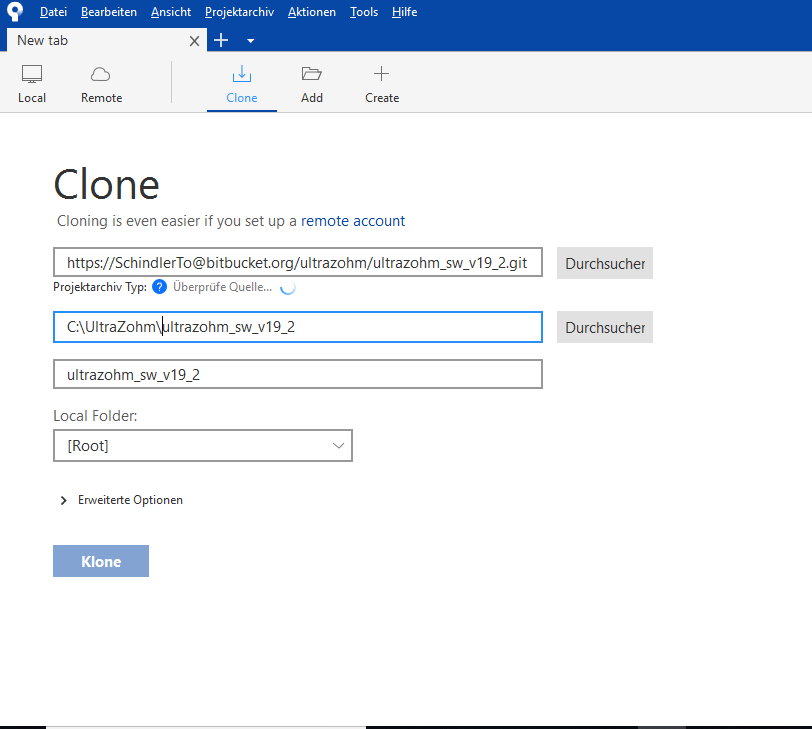 Datei Bearbeiten Ansicht Projektarchiv Aktionen Tools Hilfe
New tab
Local Remote Clone Add Create
Clone
Cloning is even easier if you set up a remote account
https://SchindlerTo@bitbucket.org/ultrazohm/ultrazohm_sw_v19_2.git Durchsucher
Projektarchiv Typ: ? Überprüfe Quelle...
C:\UltraZohm\ultrazohm_sw_v19_2 Durchsucher
ultrazohm_sw_v19_2
Local Folder:
[Root]
Erweiterte Optionen
Klone